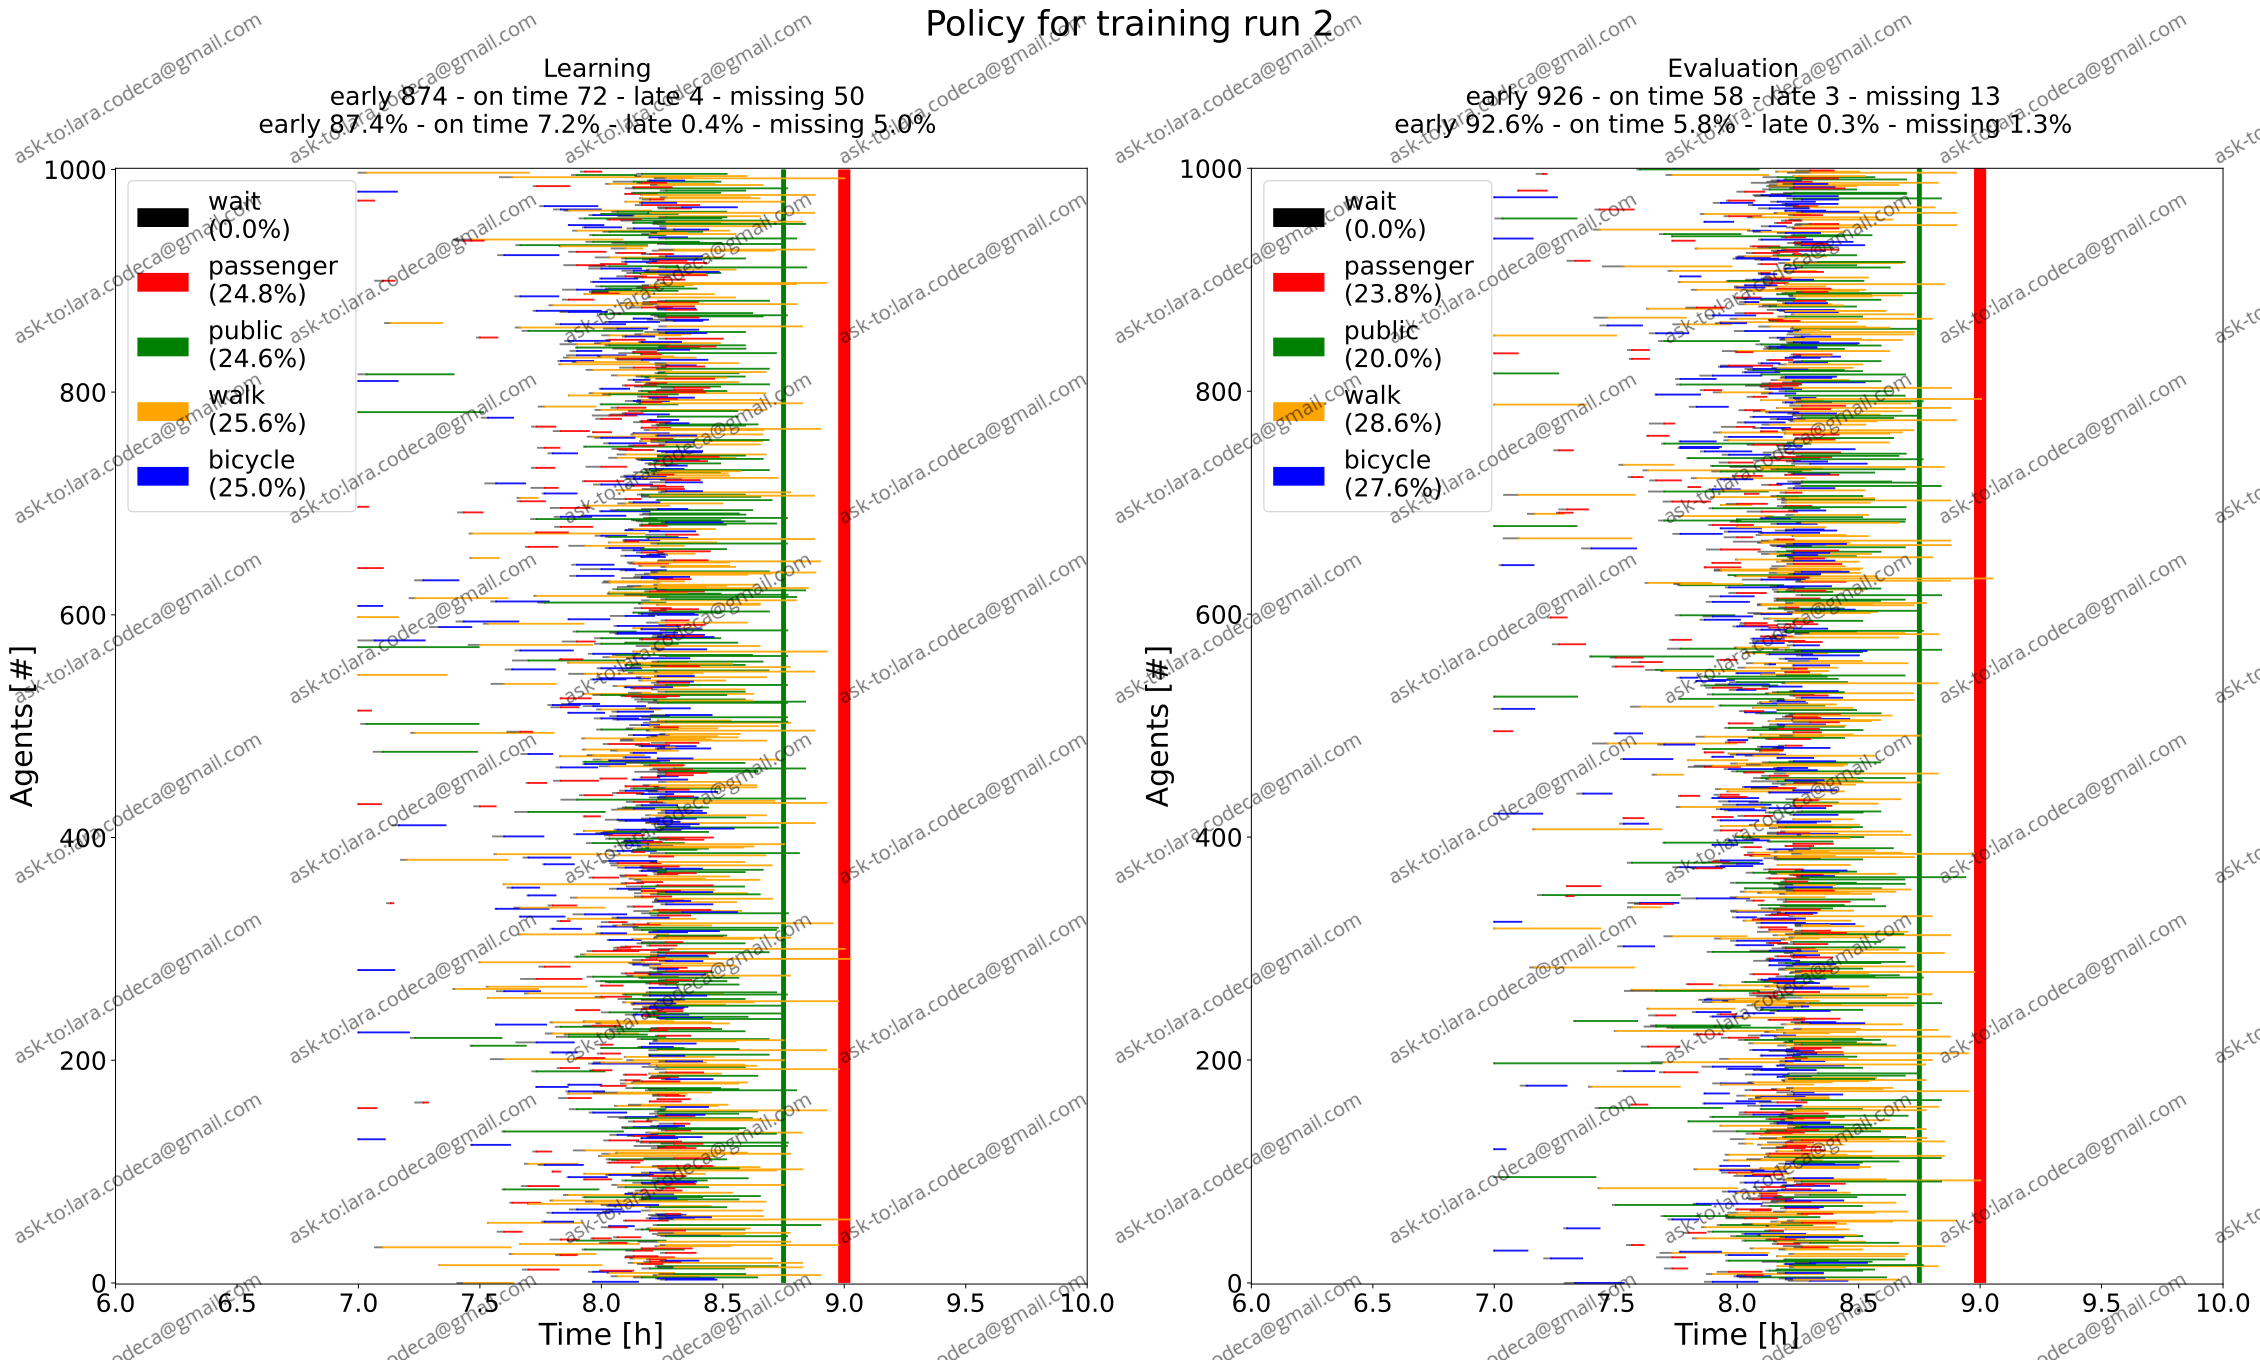 Policy for training run 2
Learning
early 874 - on time 72 - late 4 - missing 50
early 87.4% - on time 7.2% - late 0.4% - missing 5.0%
1000
800
600
400
200
0
Agents [#]
wait
(0.0%)
passenger
(24.8%)
public
(24.6%)
walk
(25.6%)
bicycle
(25.0%)
6.0 6.5 7.0 7.5 8.0 8.5 9.0 9.5 10.0
Time [h]
Evaluation
early 926 - on time 58 - late 3 - missing 13
early 92.6% - on time 5.8% - late 0.3% - missing 1.3%
1000
800
600
400
200
0
Agents [#]
wait
(0.0%)
passenger
(23.8%)
public
(20.0%)
walk
(28.6%)
bicycle
(27.6%)
6.0 6.5 7.0 7.5 8.0 8.5 9.0 9.5 10.0
Time [h]
ask-to:lara.codeca@gmail.com